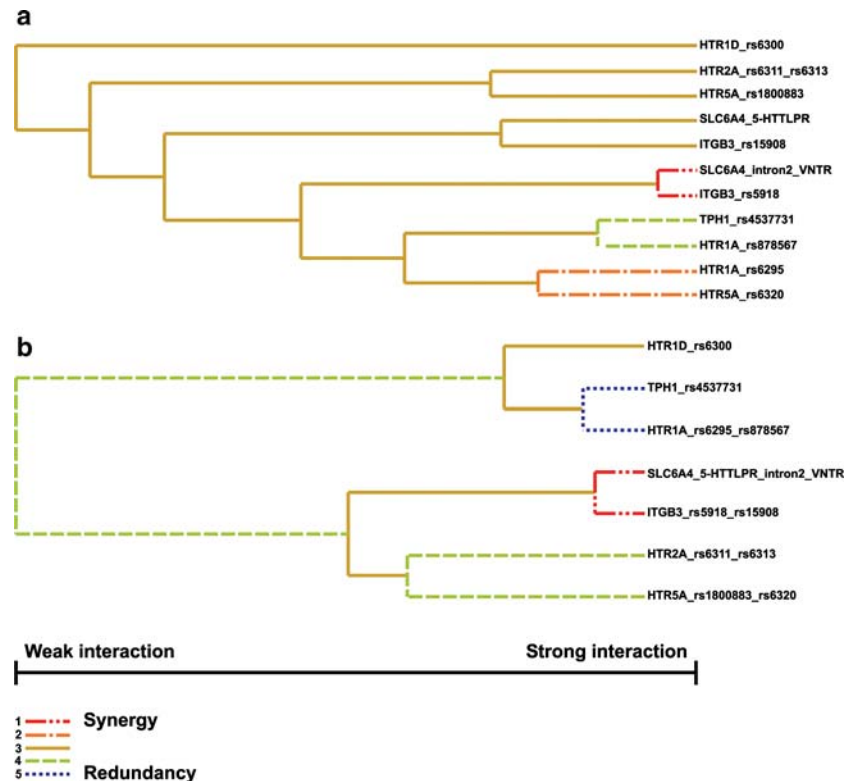 a
HTR1D_rs6300
HTR2A_rs6311_rs6313
HTR5A_rs1800883
SLC6A4_5-HTTLPR
ITGB3_rs15908
SLC6A4_intron2_VNTR
ITGB3_rs5918
TPH1_rs4537731
HTR1A_rs878567
HTR1A_rs6295
HTR5A_rs6320
b
HTR1D_rs6300
TPH1_rs4537731
HTR1A_rs6295_rs878567
SLC6A4_5-HTTLPR_intron2_VNTR
ITGB3_rs5918_rs15908
HTR2A_rs6311_rs6313
HTR5A_rs1800883_rs6320
Weak interaction Strong interaction
1 Synergy
2
3
4
5 Redundancy